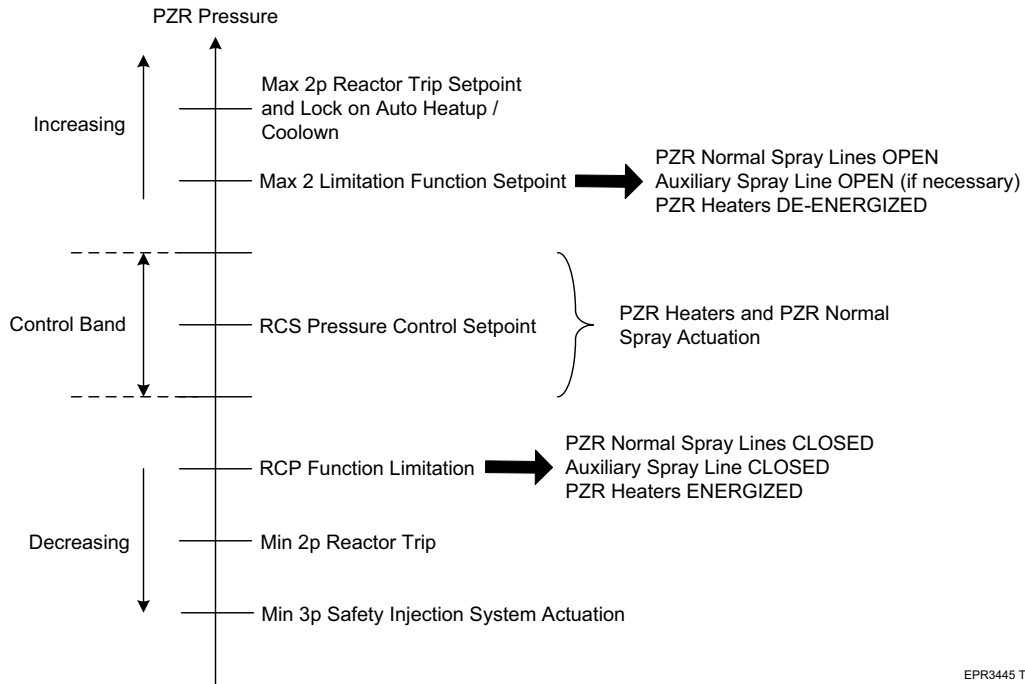 PZR Pressure
Increasing
Max 2p Reactor Trip Setpoint
and Lock on Auto Heatup /
Coolown
Max 2 Limitation Function Setpoint
PZR Normal Spray Lines OPEN
Auxiliary Spray Line OPEN (if necessary)
PZR Heaters DE-ENERGIZED
Control Band
RCS Pressure Control Setpoint
PZR Heaters and PZR Normal
Spray Actuation
RCP Function Limitation
PZR Normal Spray Lines CLOSED
Auxiliary Spray Line CLOSED
PZR Heaters ENERGIZED
Decreasing
Min 2p Reactor Trip
Min 3p Safety Injection System Actuation
EPR3445 T